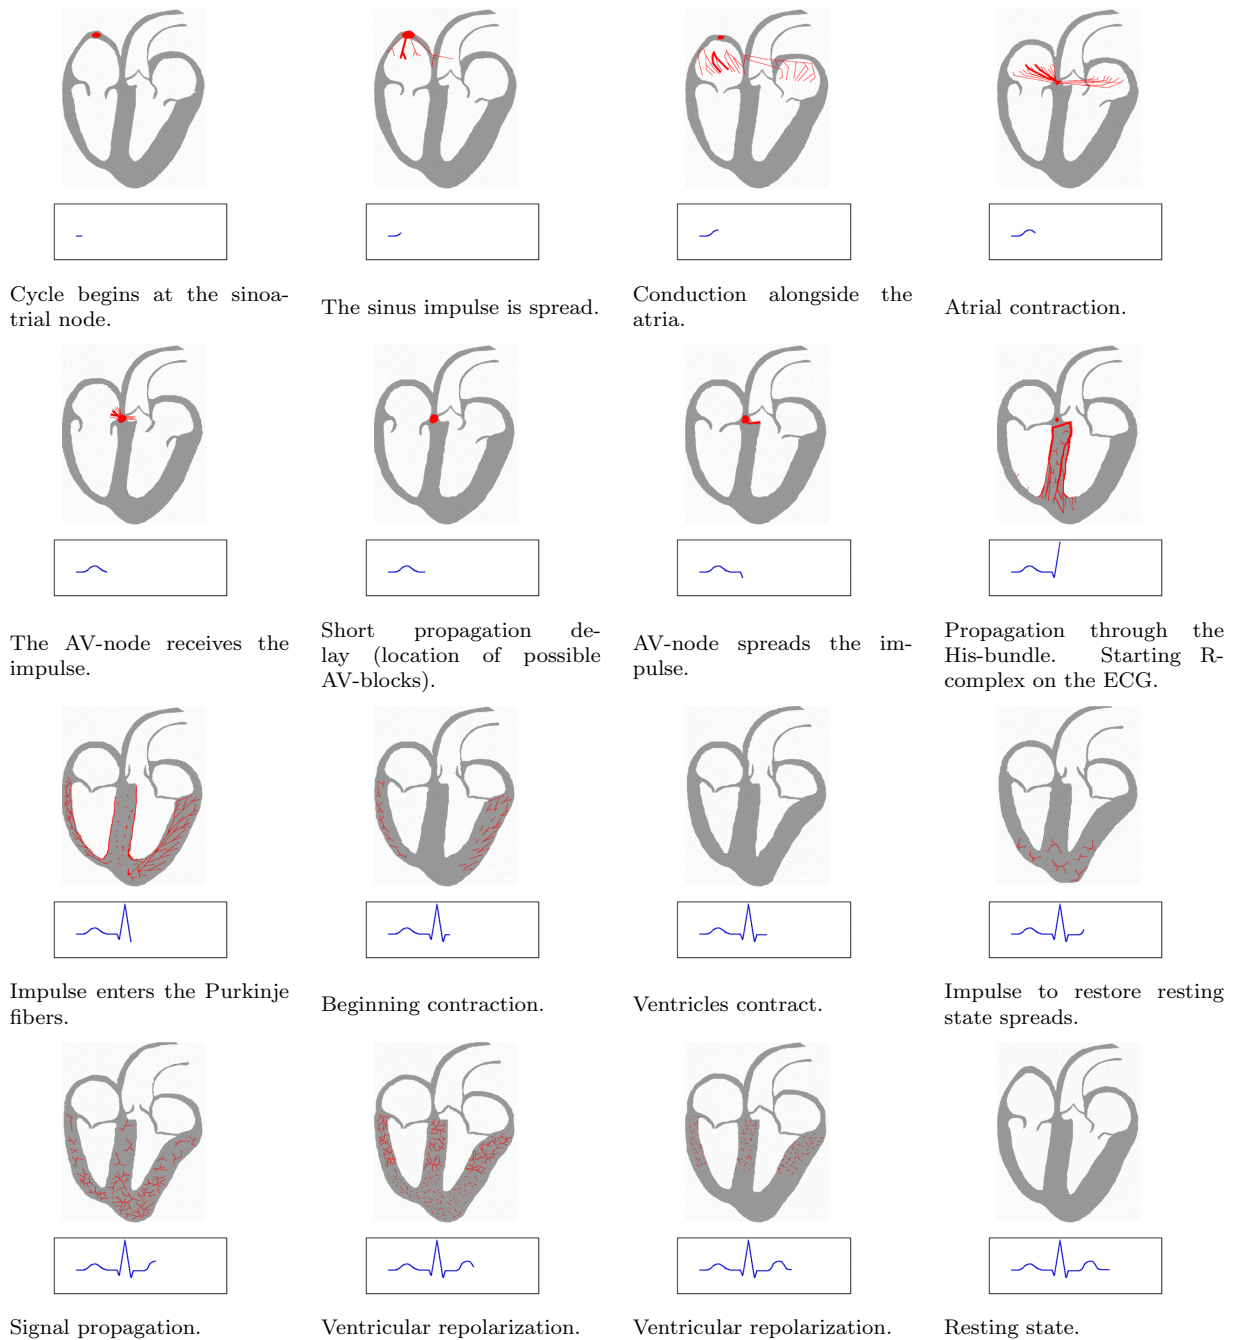 Cycle begins at the sinoa-
trial node.
The sinus impulse is spread.
Conduction alongside the
atria.
Atrial contraction.
The AV-node receives the
impulse.
Short propagation de-
lay (location of possible
AV-blocks).
AV-node spreads the im-
pulse.
Propagation through the
His-bundle. Starting R-
complex on the ECG.
Impulse enters the Purkinje
fibers.
Beginning contraction.
Ventricles contract.
Impulse to restore resting
state spreads.
Signal propagation.
Ventricular repolarization.
Ventricular repolarization.
Resting state.